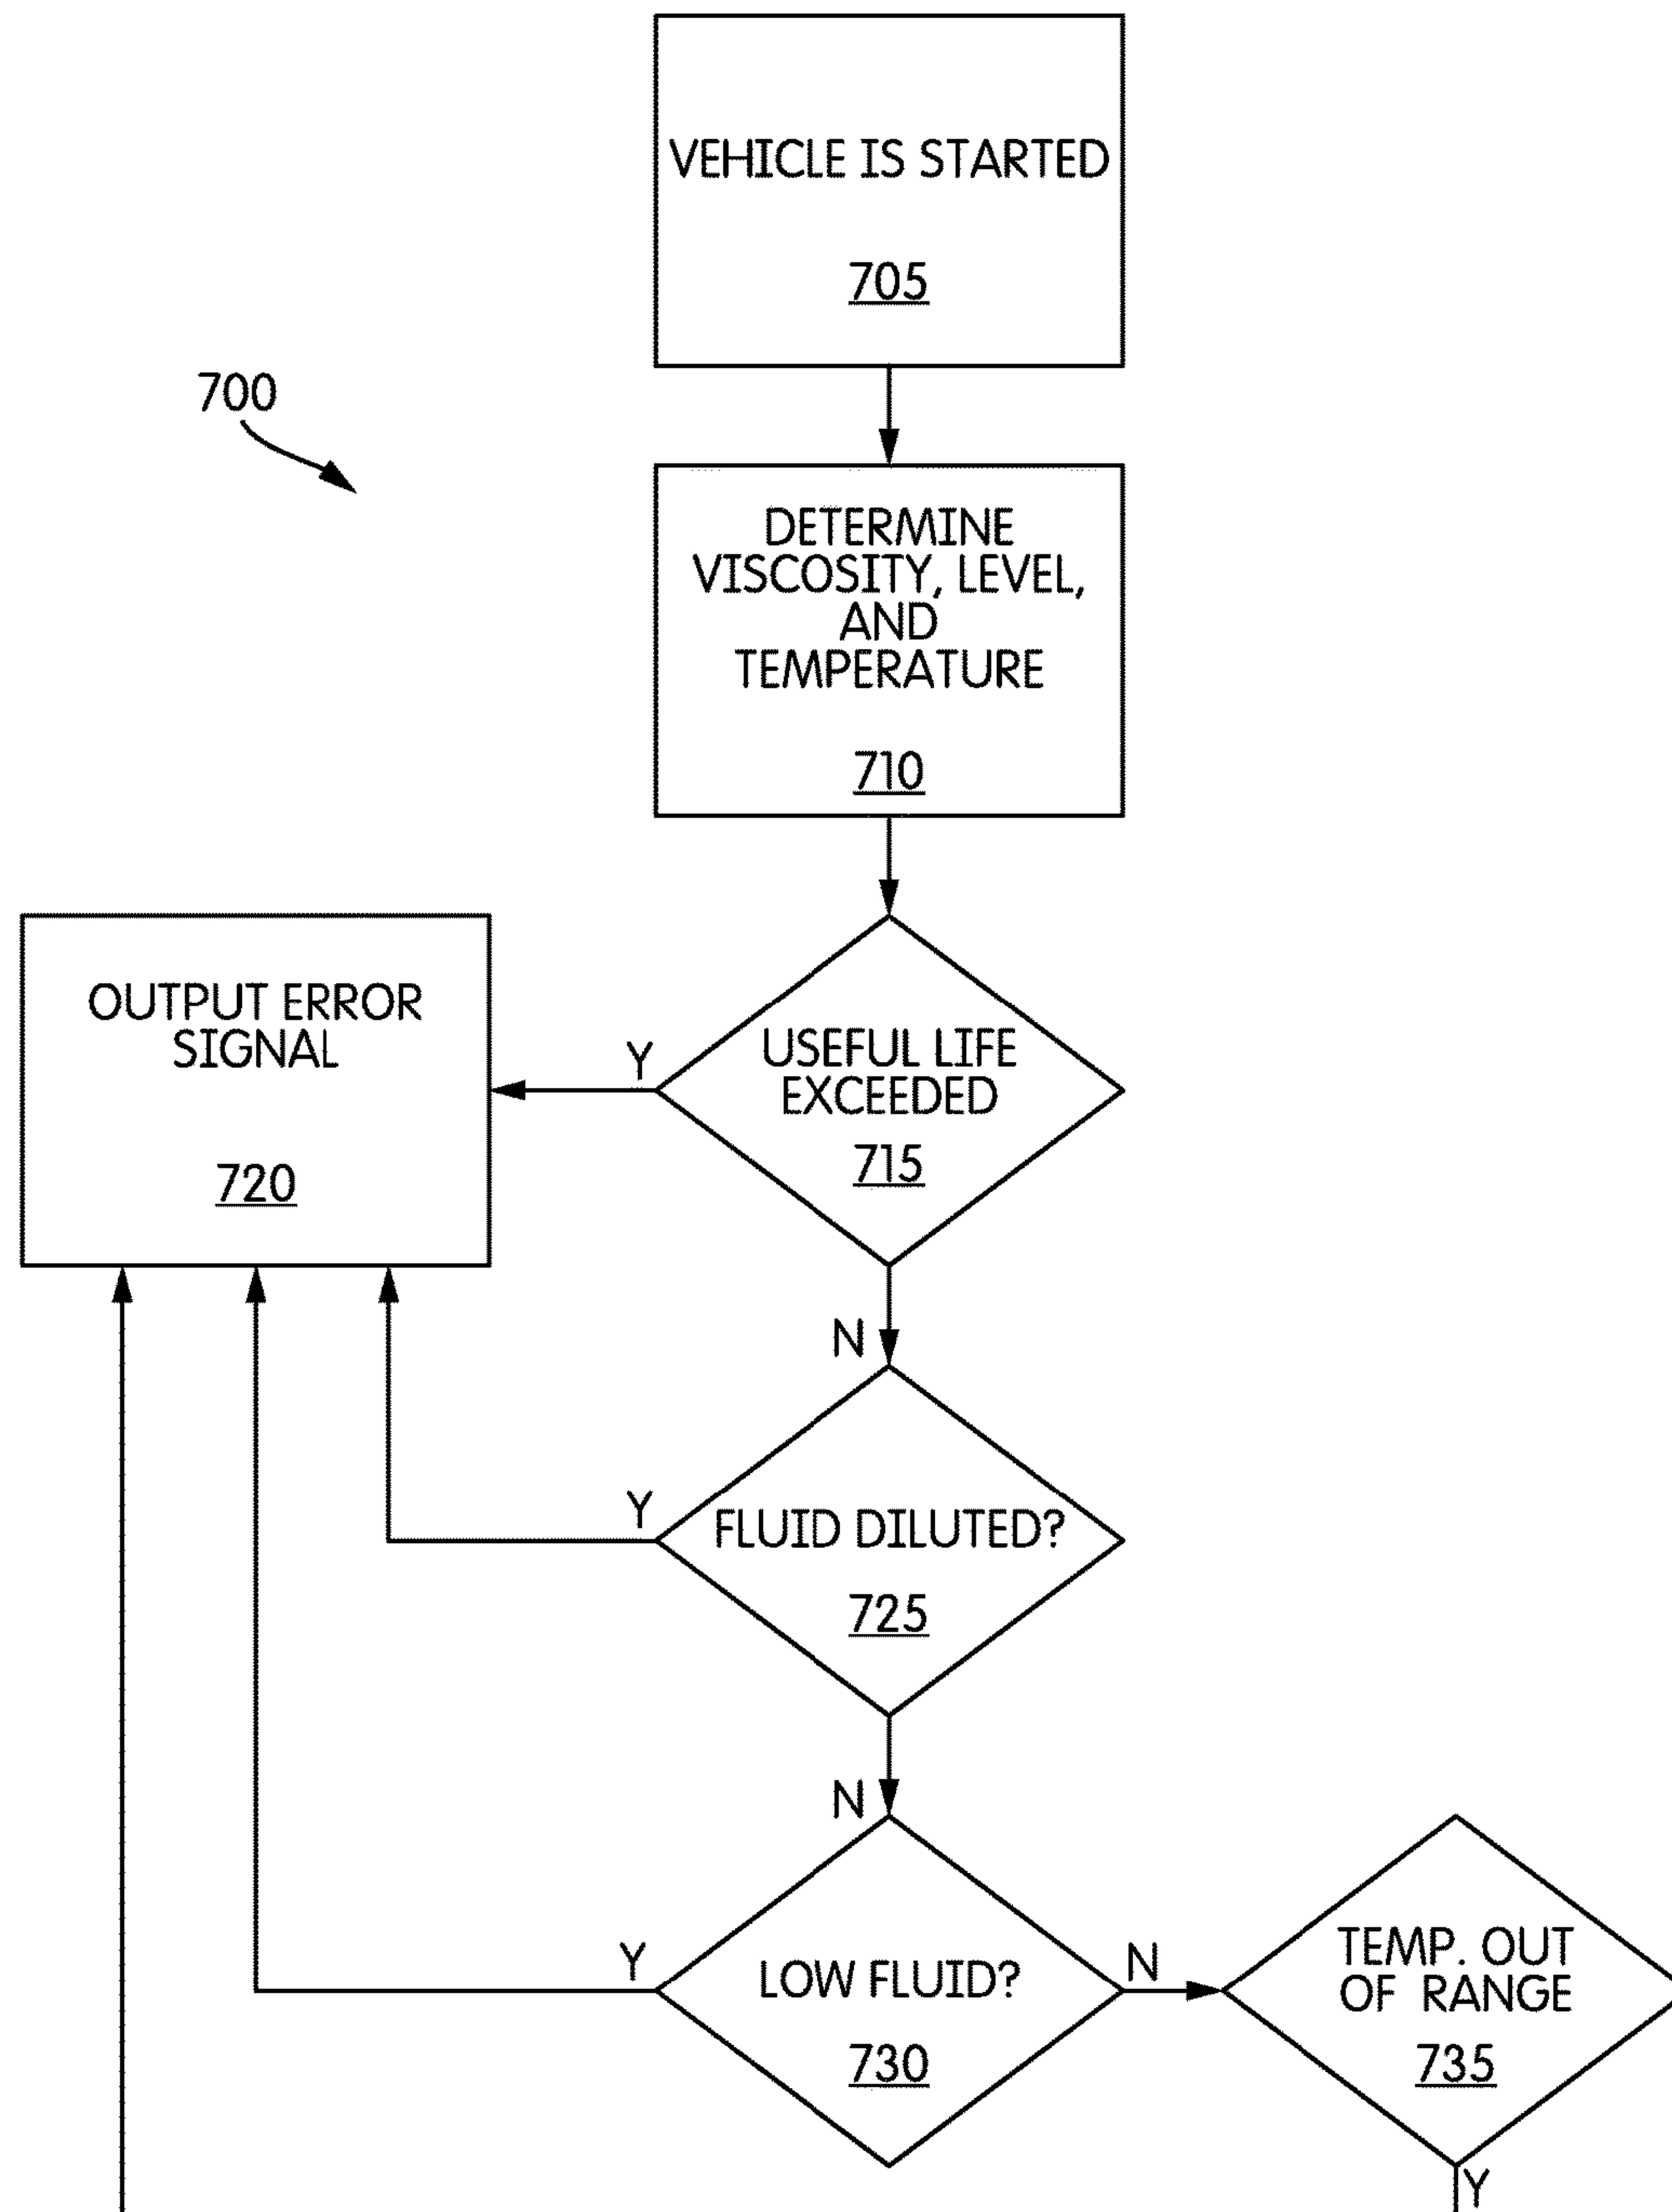 VEHICLE IS STARTED
705
700
DETERMINE
VISCOSITY, LEVEL,
AND
TEMPERATURE
710
OUTPUT ERROR
SIGNAL
720
Y
USEFUL LIFE
EXCEEDED
715
N
Y
FLUID DILUTED?
725
N
Y
LOW FLUID?
730
N
TEMP. OUT
OF RANGE
735
Y